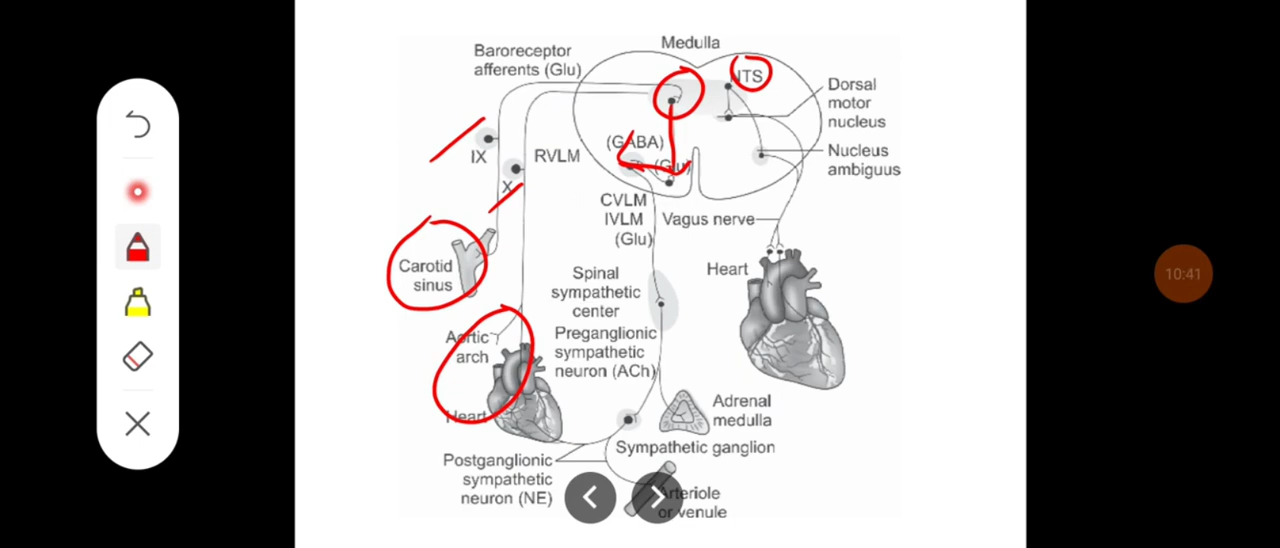 Medulla
Baroreceptor
afferents (Glu)
NTS
Dorsal
motor
nucleus
(GABA)
RVLM
(Glu)
IX
Nucleus
ambiguus
X
CVLM
IVLM
(Glu)
Vagus nerve
Carotid
sinus
Heart
Spinal
sympathetic
center
Aortic
arch
Preganglionic
sympathetic
neuron (ACh)
Adrenal
medulla
Heart
Sympathetic ganglion
Postganglionic
sympathetic
neuron (NE)
Arteriole
or venule
10:41